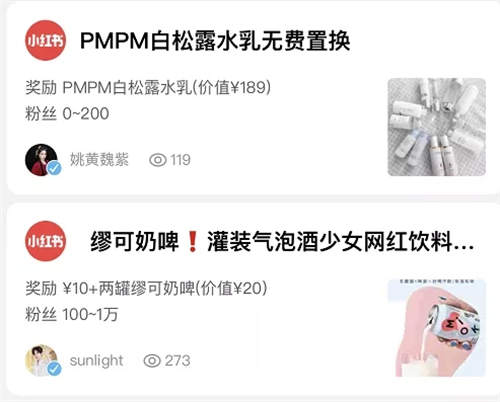 小红书
PMPM白松露水乳无费置换
奖励 PMPM白松露水乳(价值¥189)
粉丝 0~200
姚黄魏紫 119
小红书
缪可奶啤❗灌装气泡酒少女网红饮料...
奖励 ¥10+两罐缪可奶啤(价值¥20)
粉丝 100~1万
sunlight 273